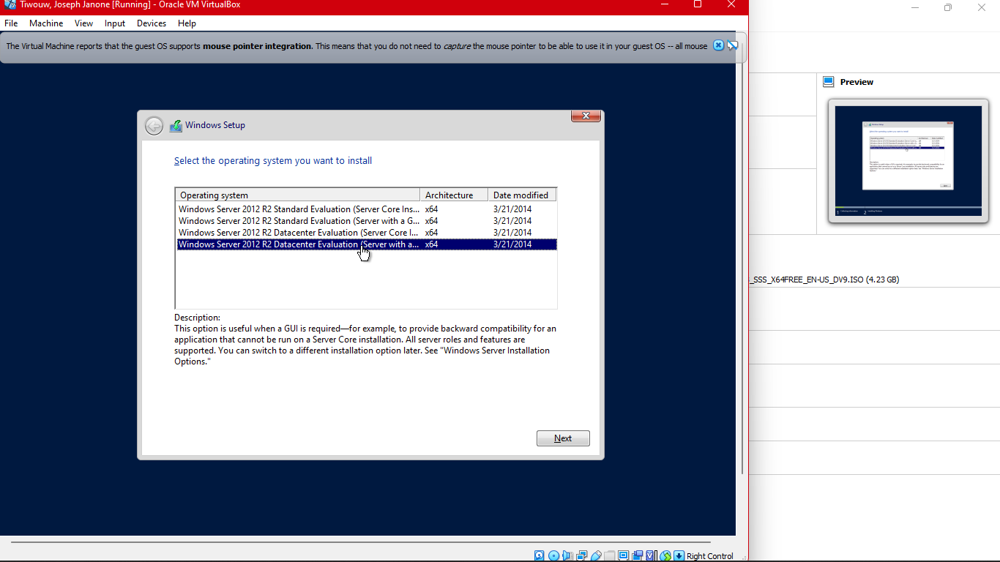 Tiwouw, Joseph Janone [Running] - Oracle VM VirtualBox
File Machine View Input Devices Help
The Virtual Machine reports that the guest OS supports mouse pointer integration. This means that you do not need to capture the mouse pointer to be able to use it in your guest OS -- all mouse
Preview
Windows Setup
Select the operating system you want to install
Operating system Architecture Date modified
Windows Server 2012 R2 Standard Evaluation (Server Core Ins... x64 3/21/2014
Windows Server 2012 R2 Standard Evaluation (Server with a G... x64 3/21/2014
Windows Server 2012 R2 Datacenter Evaluation (Server Core I... x64 3/21/2014
Windows Server 2012 R2 Datacenter Evaluation (Server with a... x64 3/21/2014
_SSS_X64FREE_EN-US_DV9.ISO (4.23 GB)
Description:
This option is useful when a GUI is required—for example, to provide backward compatibility for an
application that cannot be run on a Server Core installation. All server roles and features are
supported. You can switch to a different installation option later. See "Windows Server Installation
Options."
Next
Right Control